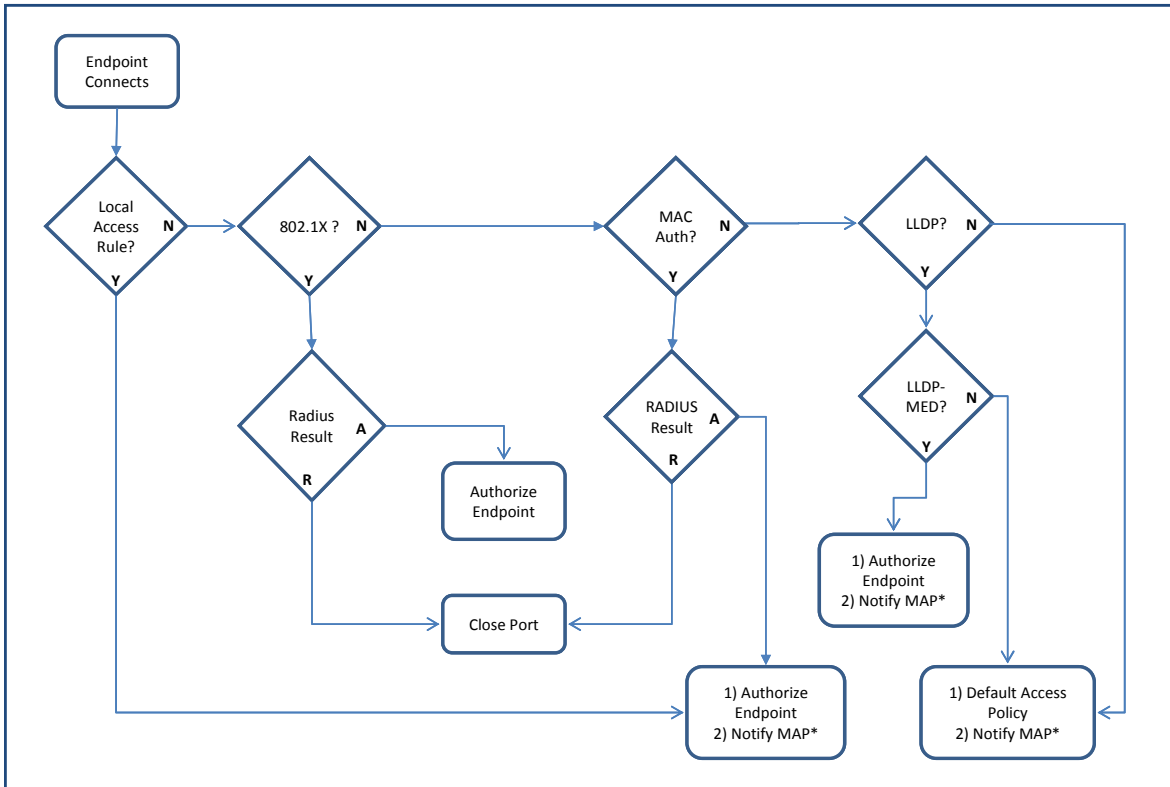 Endpoint
Connects
Local
Access
Rule?
N
Y
802.1X ?
N
Y
MAC
Auth?
N
Y
LLDP?
N
Y
Radius
Result
A
R
RADIUS
Result
A
R
LLDP-
MED?
N
Y
Authorize
Endpoint
1) Authorize
Endpoint
2) Notify MAP*
Close Port
1) Authorize
Endpoint
2) Notify MAP*
1) Default Access
Policy
2) Notify MAP*